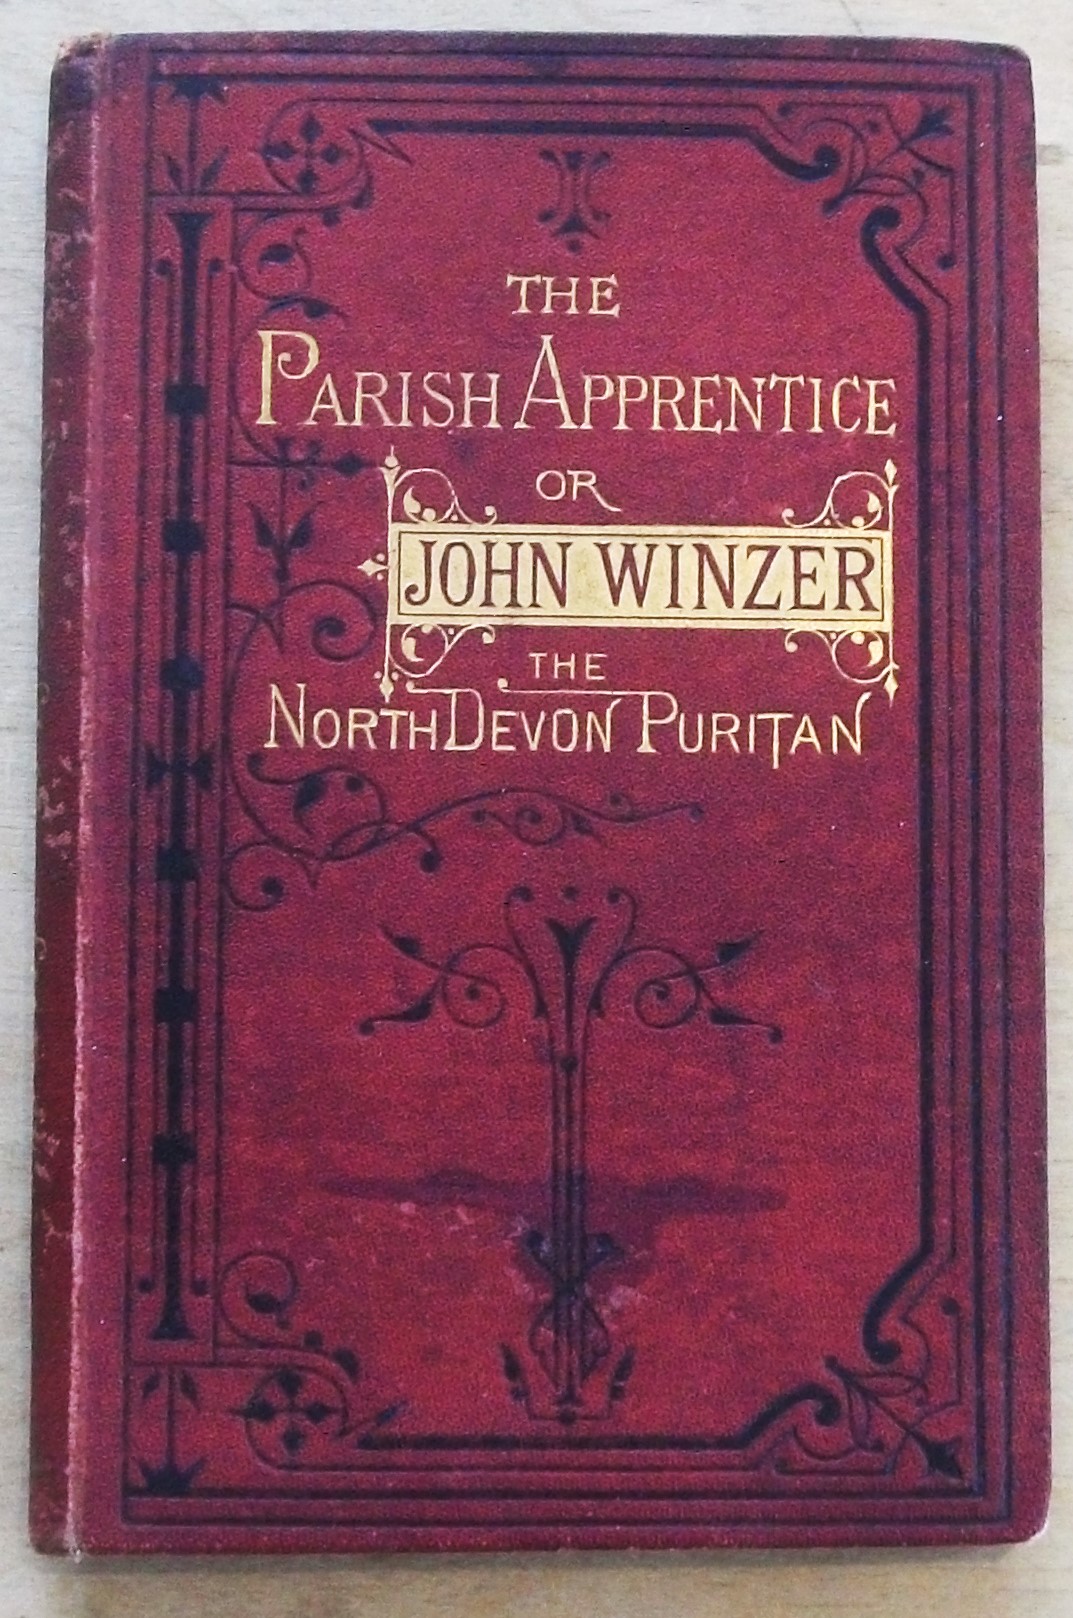 THE
PARISH APPRENTICE
OR
JOHN WINZER
THE
NORTH DEVON PURITAN